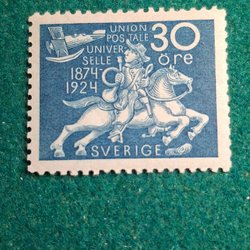 UNION 30
POSTALE öre
UNIVER
SELLE
1874
1924
SVERIGE